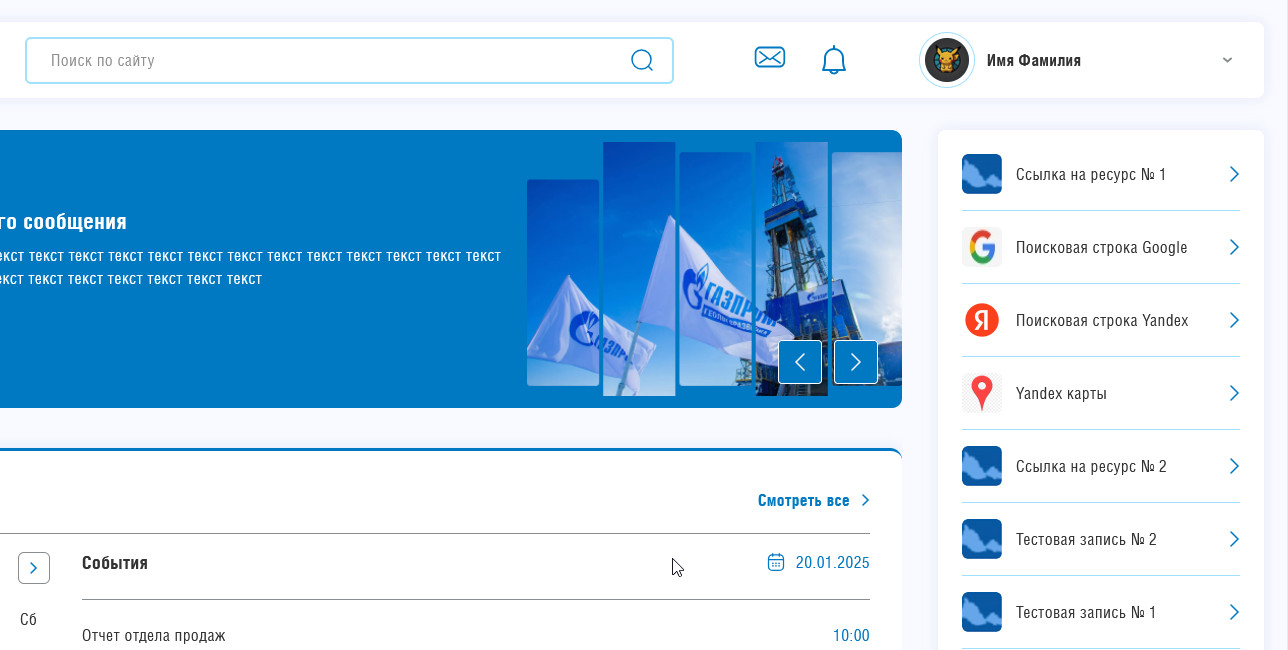 Поиск по сайту
Имя Фамилия
го сообщения
екст текст текст текст текст текст текст текст текст текст текст текст текст
екст текст текст текст текст текст текст
ГАЗПРОМ
Ссылка на ресурс № 1
Поисковая строка Google
Поисковая строка Yandex
Yandex карты
Ссылка на ресурс № 2
Тестовая запись № 2
Тестовая запись № 1
Смотреть все
События
20.01.2025
Сб
Отчет отдела продаж
10:00